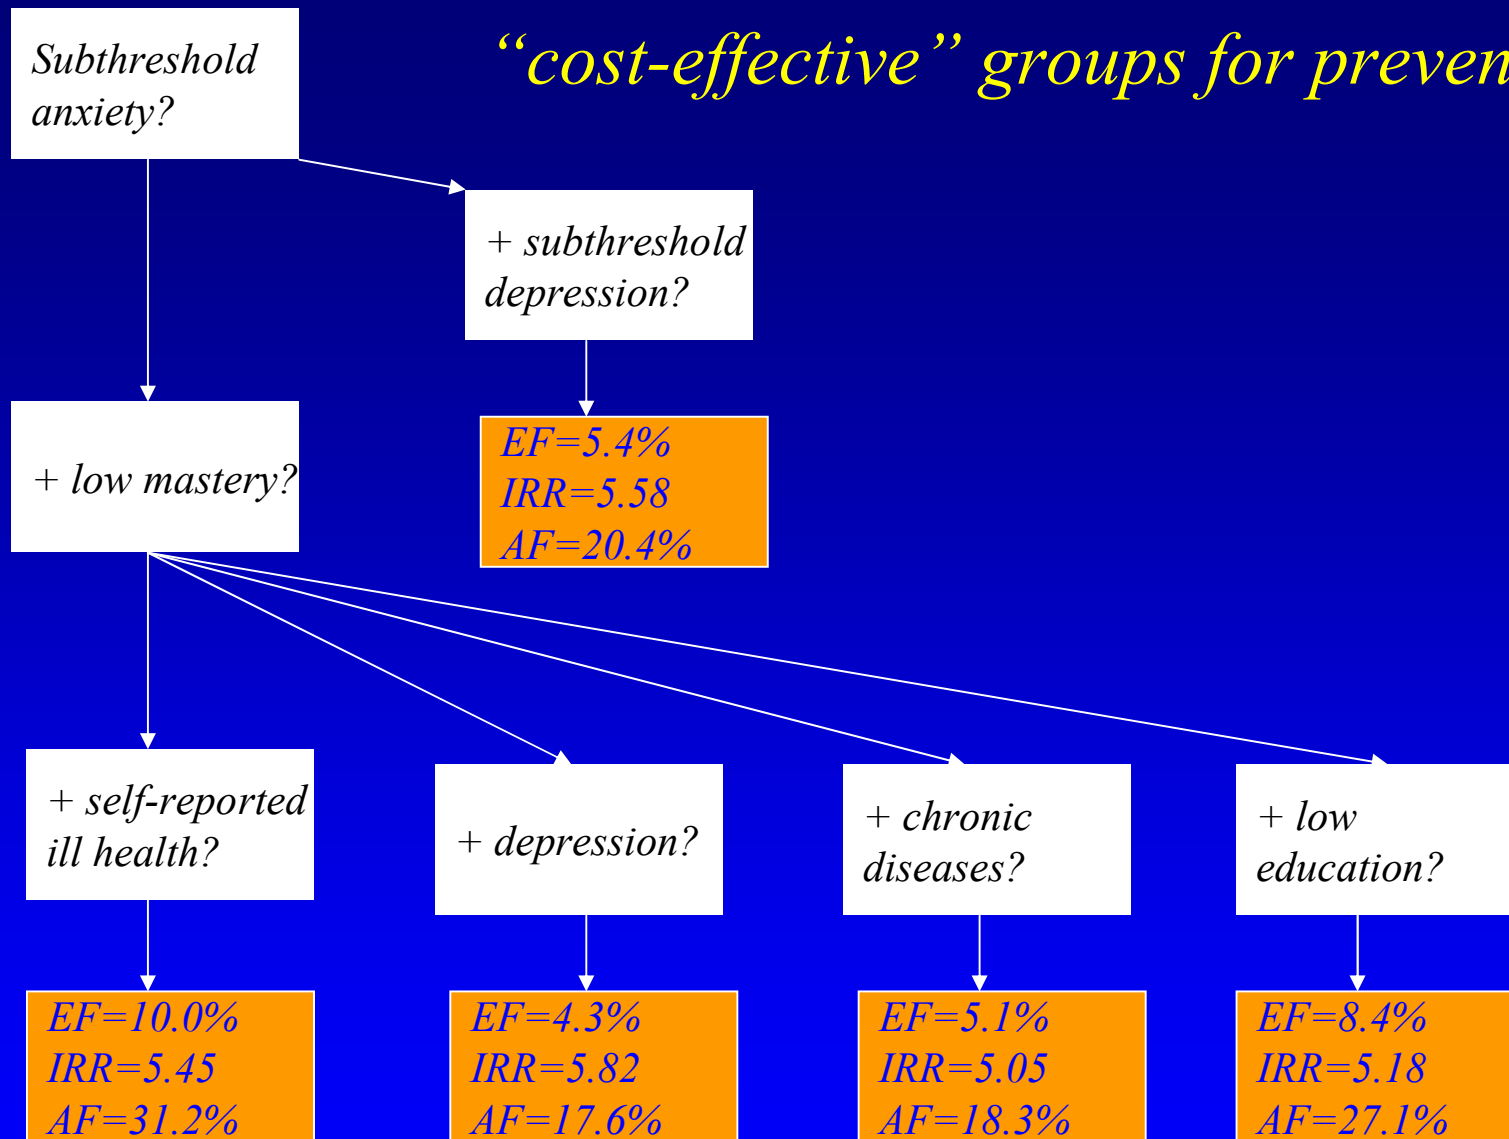 Subthreshold
anxiety?
“cost-effective” groups for
+ subthreshold
depression?
EF=5.4%
IRR=5.58
AF=20.4%
+ low mastery?
+ self-reported
ill health?
+ depression?
+ chronic
diseases?
+ low
education?
EF=10.0%
IRR=5.45
AF=31.2%
EF=4.3%
IRR=5.82
AF=17.6%
EF=5.1%
IRR=5.05
AF=18.3%
EF=8.4%
IRR=5.18
AF=27.1%